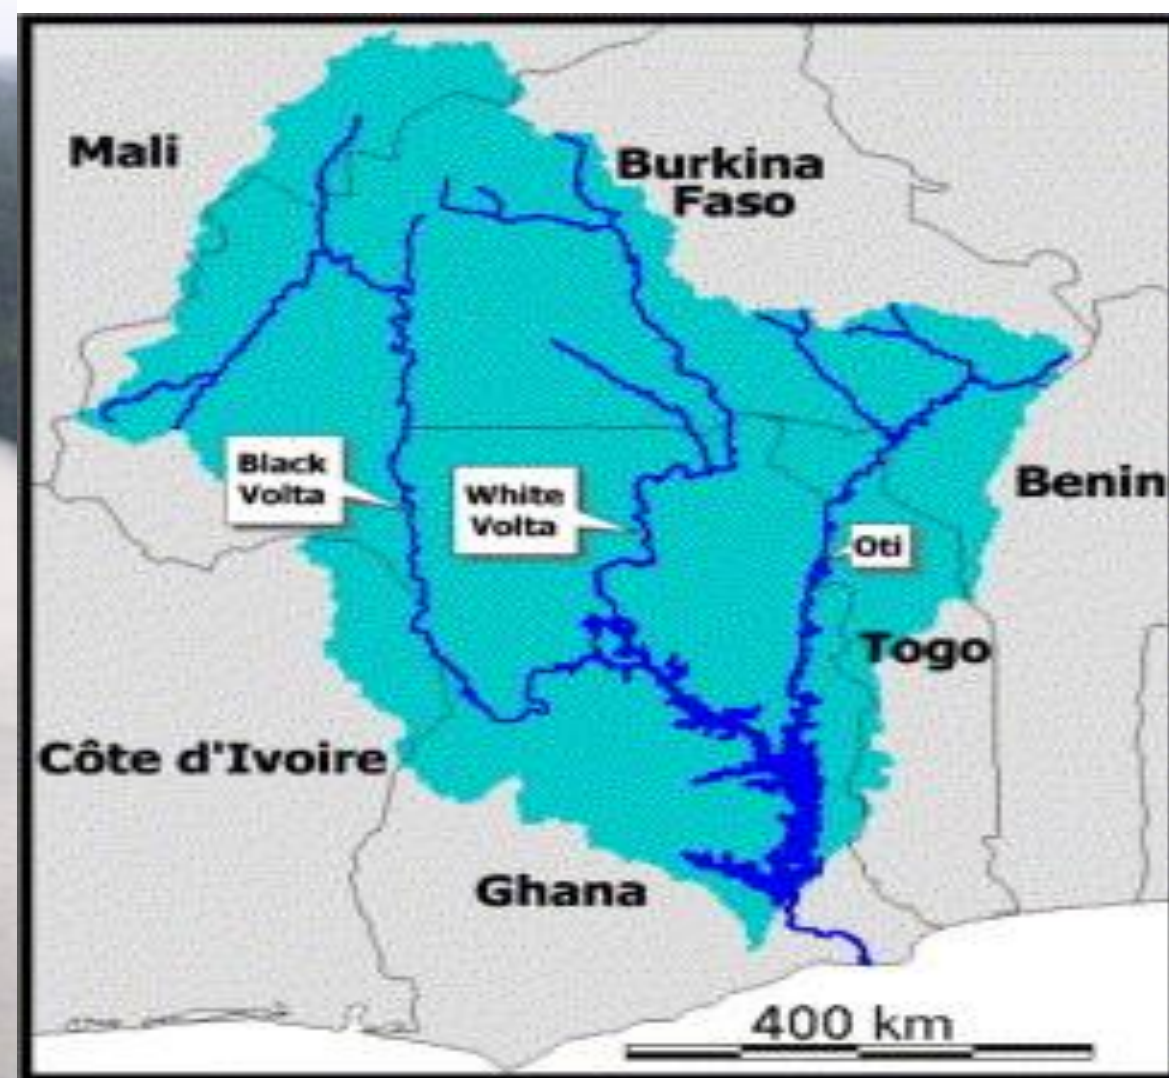 Mali
Burkina
Faso
Black
Volta
White
Volta
Benin
Oti
Togo
Côte d'Ivoire
Ghana
400 km